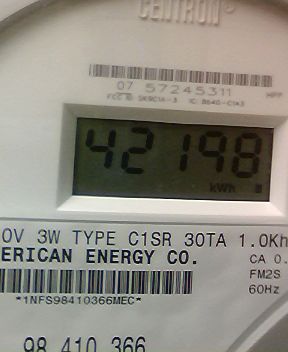 CENTRON®
07 57245311
FCC ID SK9C1A-3 IC: 864G-C1A3
42198
kWh
0V 3W TYPE C1SR 30TA 1.0Kh
ERICAN ENERGY CO.
CA 0.
FM2S
60Hz
*1NFS98410366MEC*
98 410 366